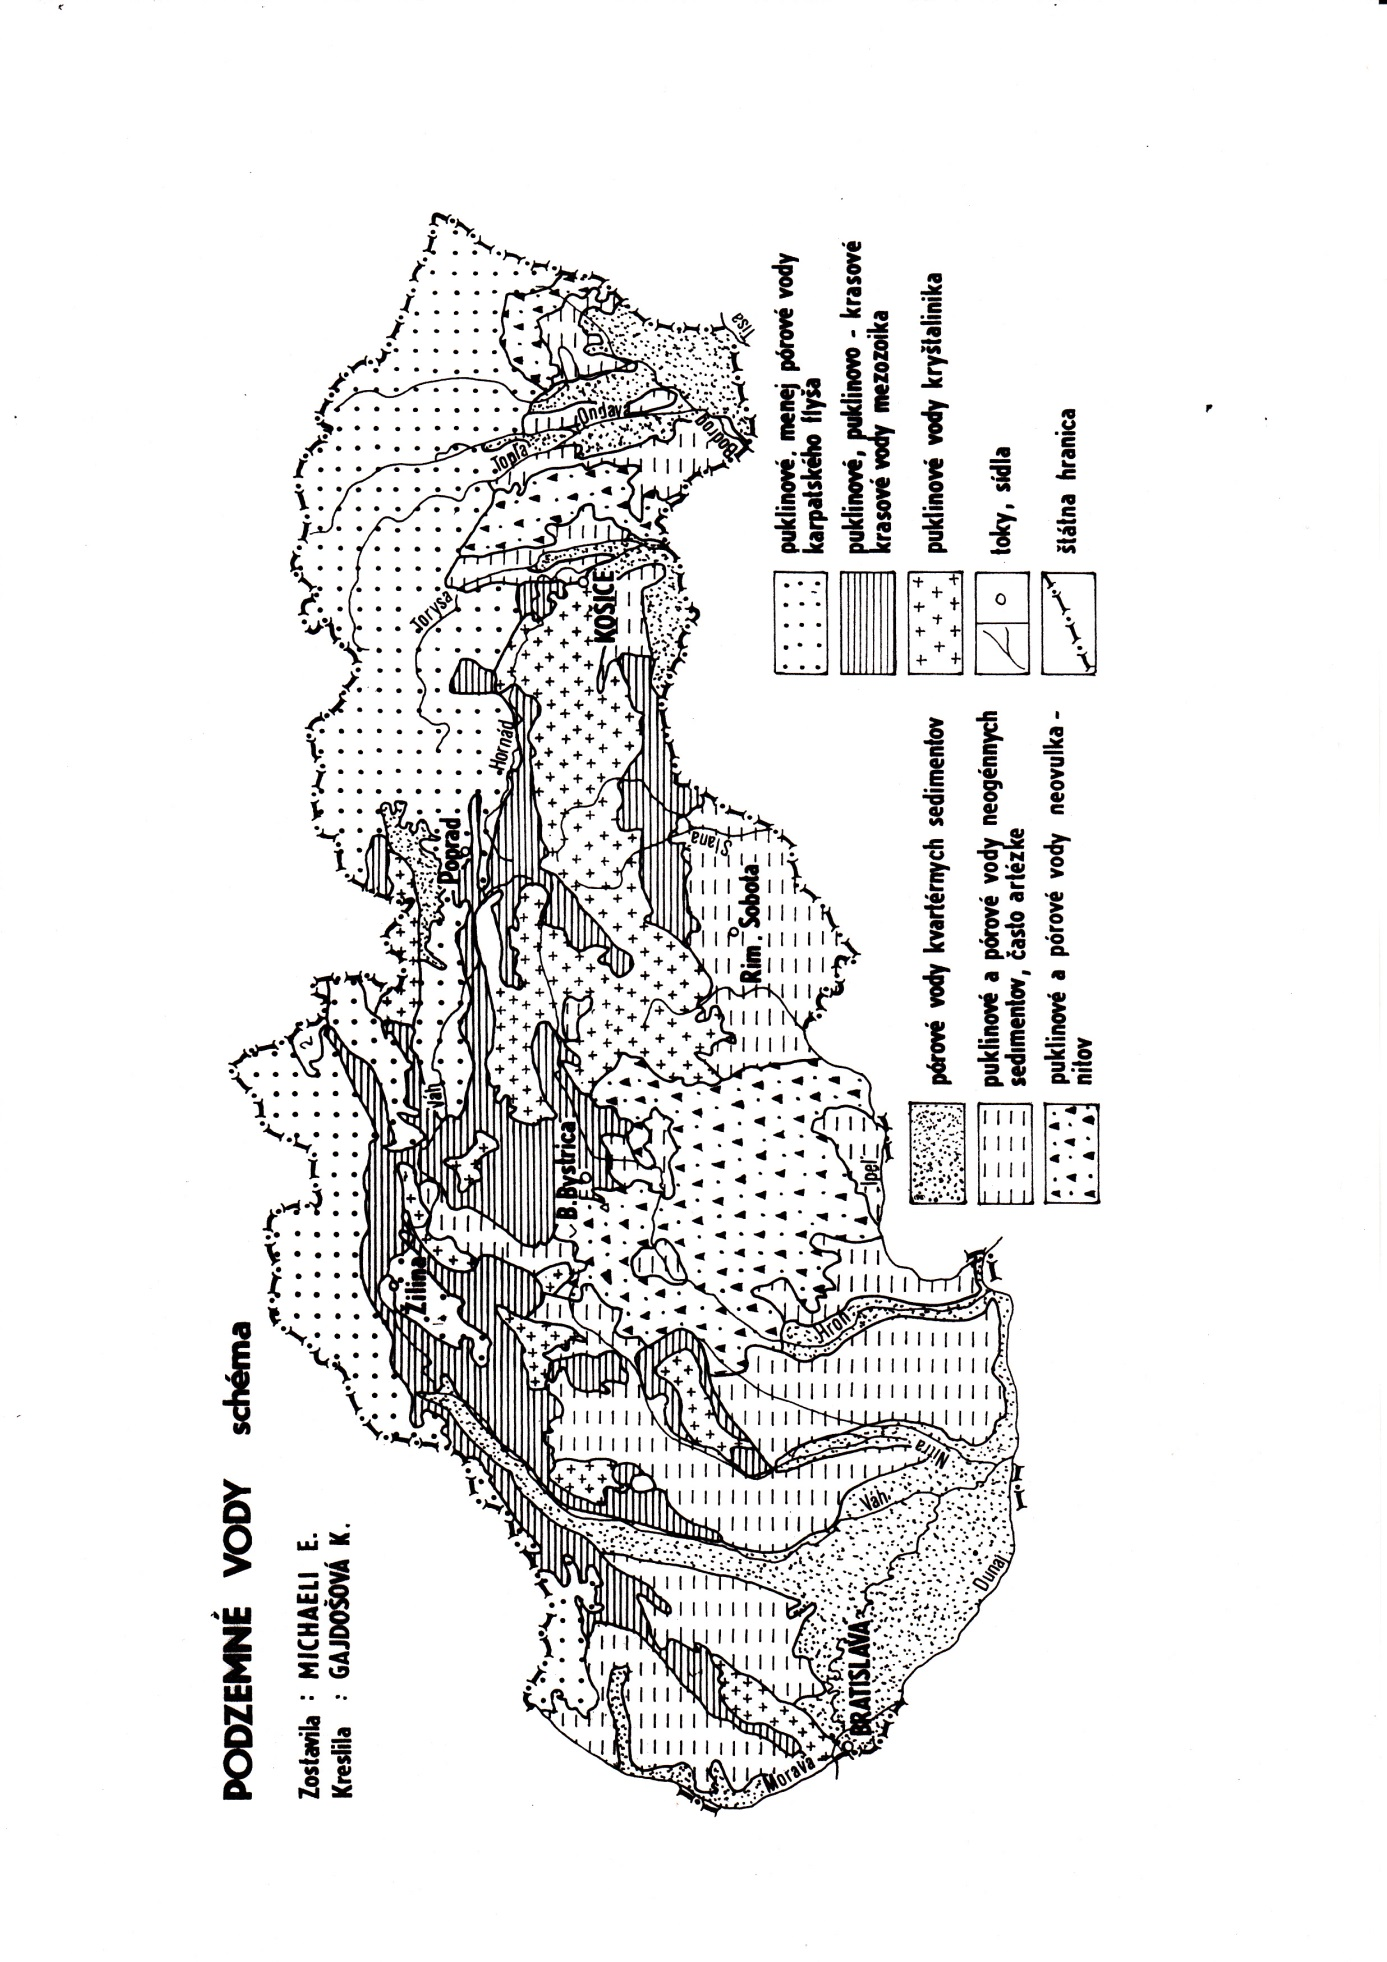 PODZEMNÉ VODY schéma
Zostavila : MICHAELI E.
Kreslila : GAJDOŠOVÁ K.
Žilina
Váh
Poprad
Hornád
Torysa
Topľa
Ondava
Bodrog
Tisa
KOŠICE
B. Bystrica
Rim. Sobota
Slaná
Ipeľ
Hron
Nitra
Váh
Dunaj
BRATISLAVA
Morava
pórové vody kvartérnych sedimentov
puklinové a pórové vody neogénnych
sedimentov, často artézke
puklinové a pórové vody neovulka -
nitov
puklinové, menej pórové vody
karpatského flyša
puklinové, puklinovo - krasové
krasové vody mezozoika
puklinové vody kryštalinika
toky, sídla
štátna hranica